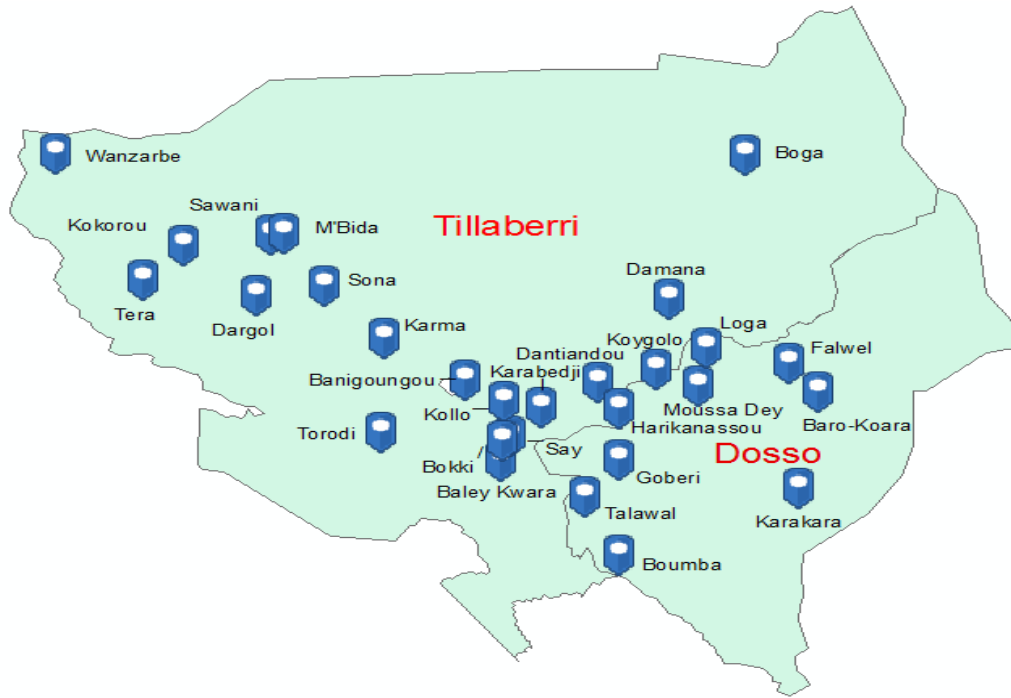 Wanzarbe
Boga
Sawani
Kokorou
M'Bida
Tillaberri
Damana
Sona
Tera
Dargol
Karma
Loga
Koygolo
Falwel
Dantiandou
Karabedji
Banigoungou
Kollo
Moussa Dey
Baro-Koara
Harikanassou
Torodi
Say
Dosso
Bokki
Goberi
Baley Kwara
Karakara
Talawal
Boumba